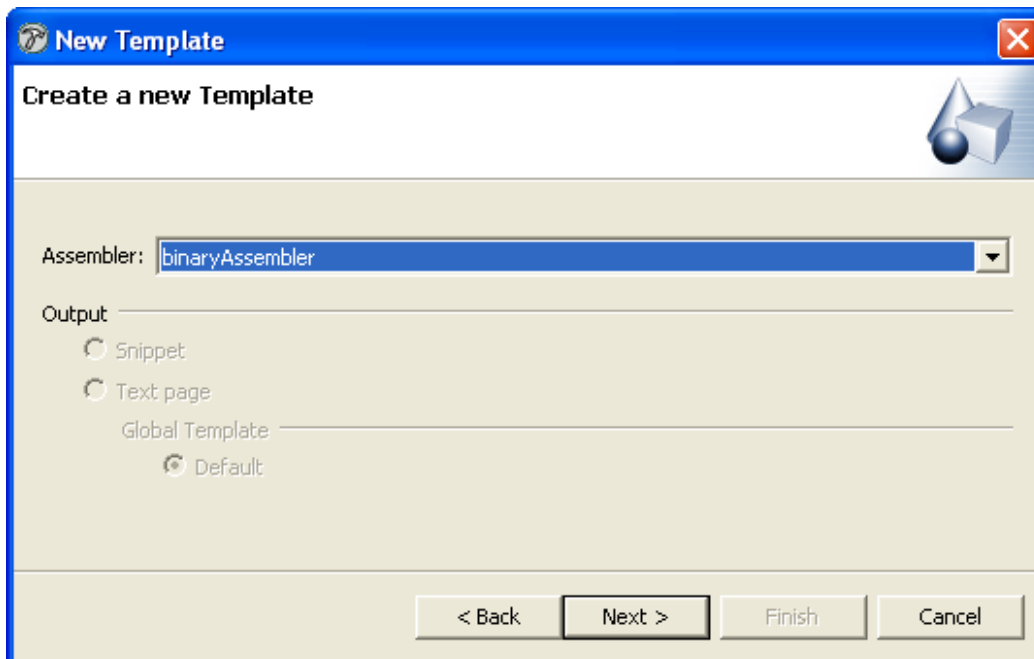 New Template
Create a new Template
Assembler: binaryAssembler
Output
Snippet
Text page
Global Template
Default
< Back Next > Finish Cancel